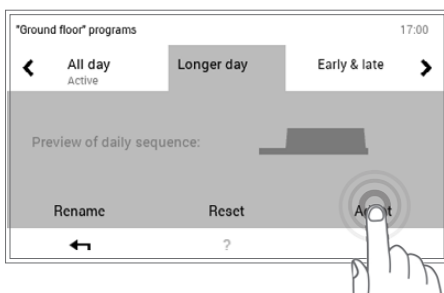 "Ground floor" programs 17:00
All day Longer day Early & late
Active
Preview of daily sequence:
Rename Reset
?